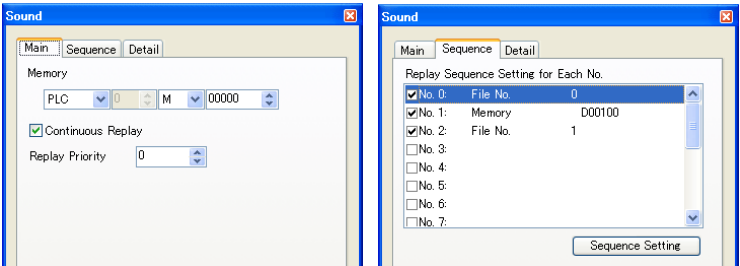 Sound
Main Sequence Detail
Memory
PLC 0 M 00000
Continuous Replay
Replay Priority 0
Sound
Main Sequence Detail
Replay Sequence Setting for Each No.
No. 0: File No. 0
No. 1: Memory D00100
No. 2: File No. 1
No. 3:
No. 4:
No. 5:
No. 6:
No. 7:
Sequence Setting